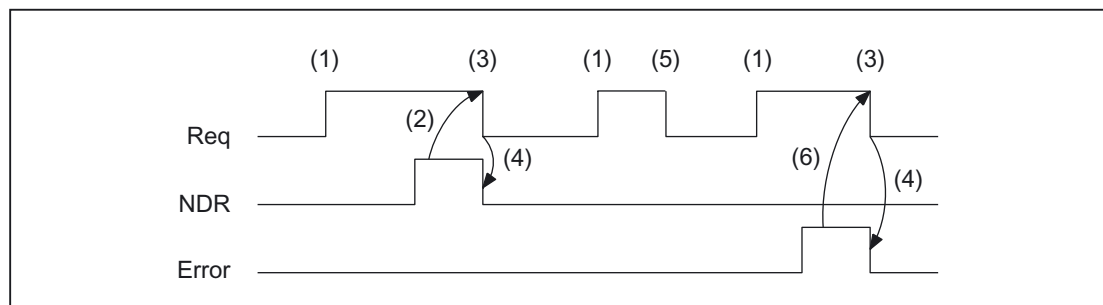 (1) (3) (1) (5) (1) (3)
Req
(2)
(4)
(6)
(4)
NDR
Error